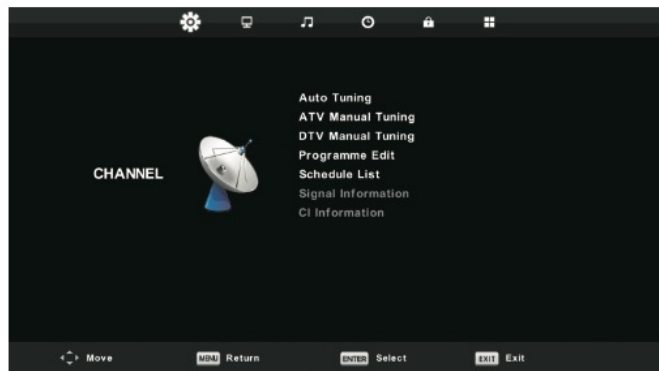 CHANNEL
Auto Tuning
ATV Manual Tuning
DTV Manual Tuning
Programme Edit
Schedule List
Signal Information
CI Information
Move
MENU Return
ENTER Select
EXIT Exit